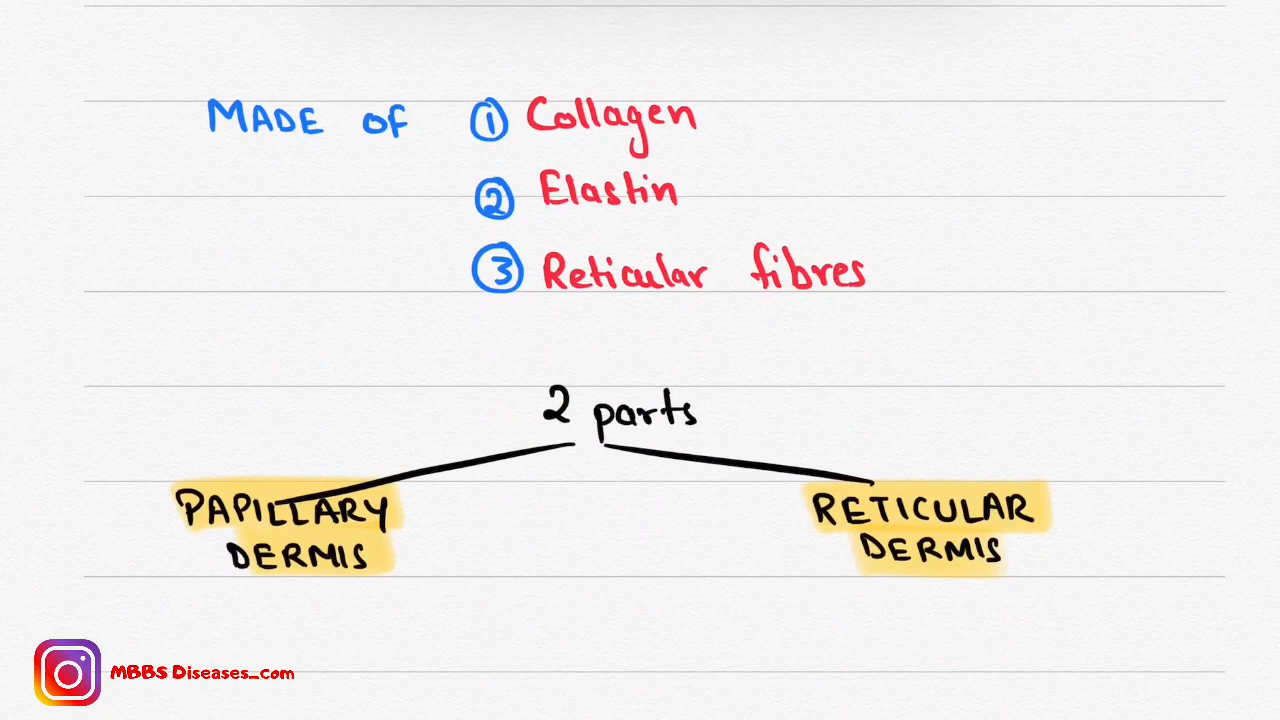 MADE of ① Collagen
② Elastin
③ Reticular fibres
2 parts
PAPILLARY DERMIS
RETICULAR DERMIS
MBBS Diseases_com